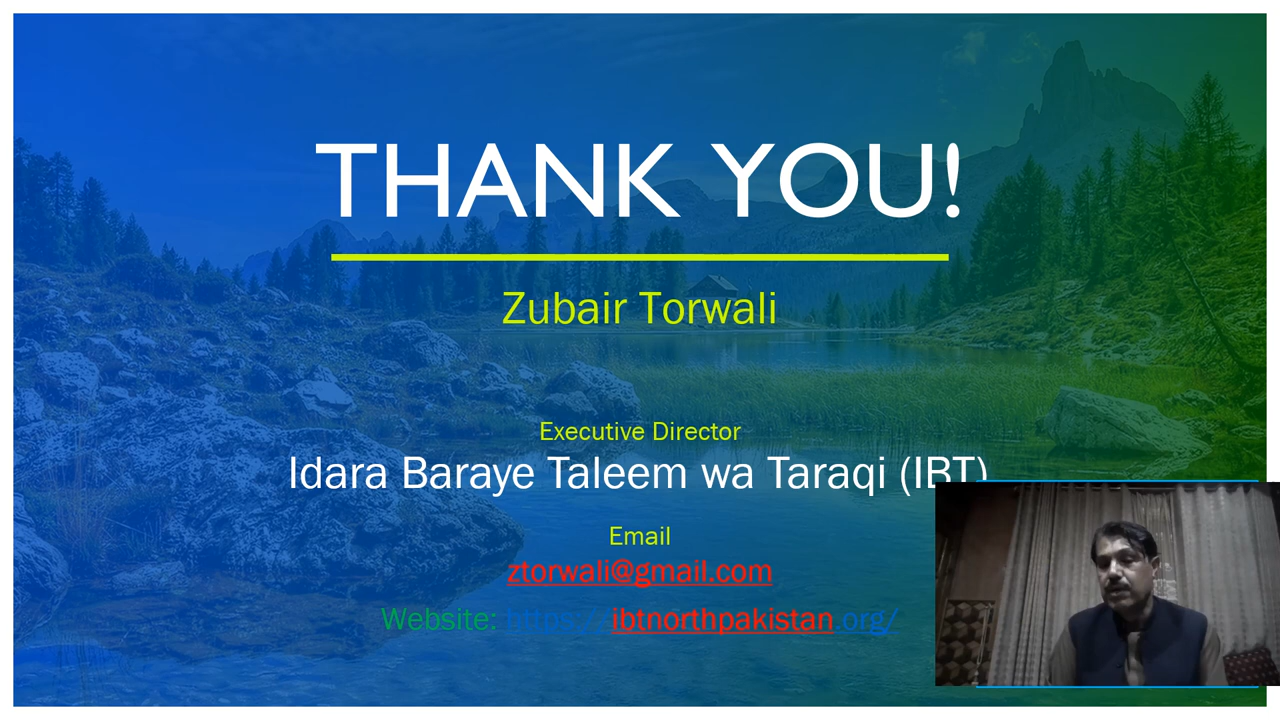 THANK YOU!
Zubair Torwali
Executive Director
Idara Baraye Taleem wa Taraqi (IBT)
Email
ztorwali@gmail.com
Website: https://ibtnorthpakistan.org/